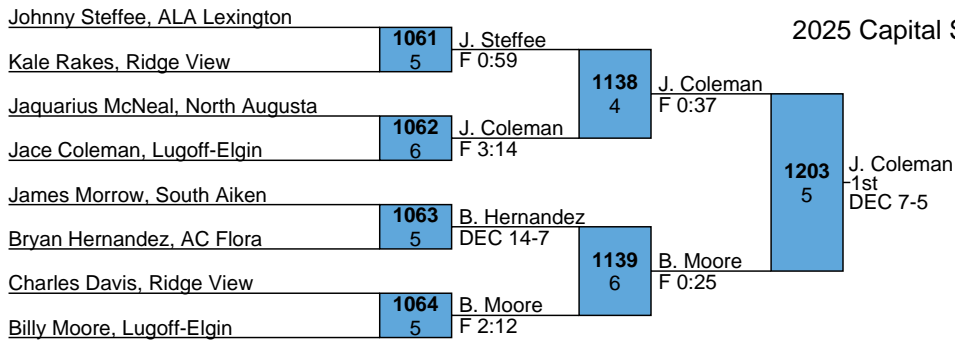 Johnny Steffee, ALA Lexington
2025 Capital S
1061
5
J. Steffee
F 0:59
Kale Rakes, Ridge View
1138
4
J. Coleman
F 0:37
Jaquarius McNeal, North Augusta
1062
6
J. Coleman
F 3:14
Jace Coleman, Lugoff-Elgin
1203
5
J. Coleman
1st
DEC 7-5
James Morrow, South Aiken
1063
5
B. Hernandez
DEC 14-7
Bryan Hernandez, AC Flora
1139
6
B. Moore
F 0:25
Charles Davis, Ridge View
1064
5
B. Moore
F 2:12
Billy Moore, Lugoff-Elgin